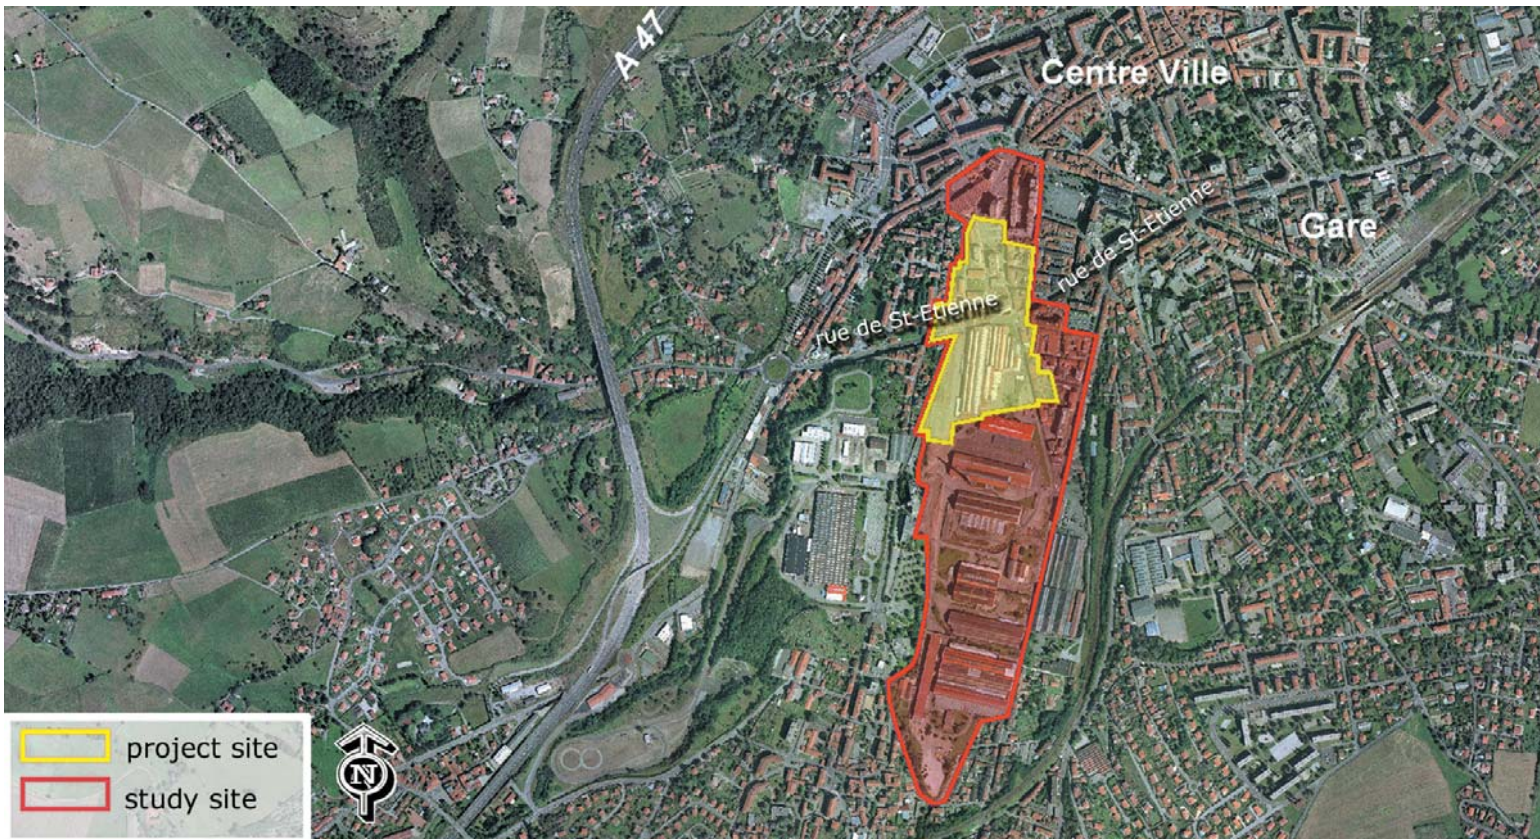 A 47
Centre Ville
Gare
rue de St-Etienne
rue de St-Etienne
project site
study site
N